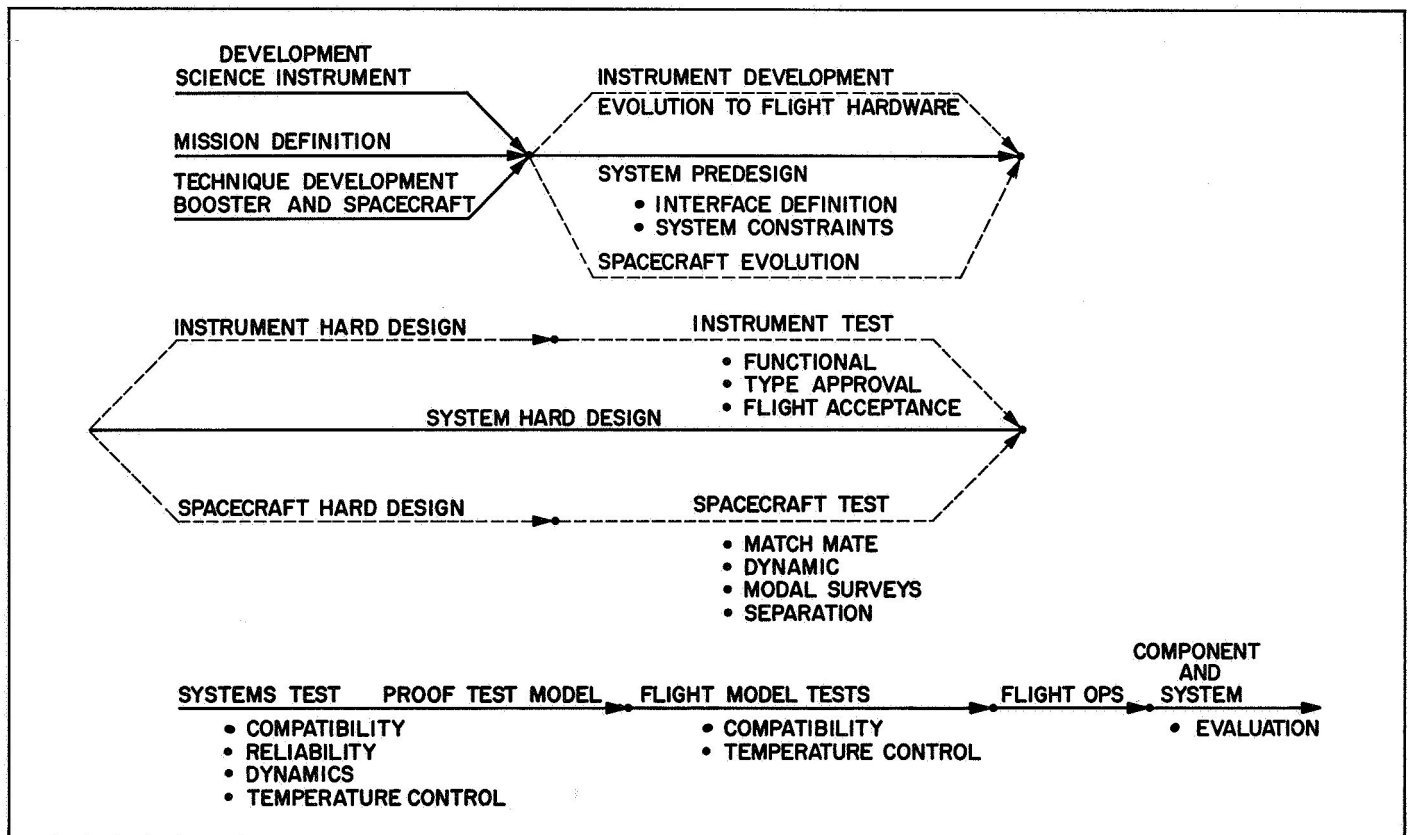 DEVELOPMENT
SCIENCE INSTRUMENT
MISSION DEFINITION
TECHNIQUE DEVELOPMENT
BOOSTER AND SPACECRAFT
INSTRUMENT DEVELOPMENT
EVOLUTION TO FLIGHT HARDWARE
SYSTEM PREDESIGN
• INTERFACE DEFINITION
• SYSTEM CONSTRAINTS
SPACECRAFT EVOLUTION
INSTRUMENT HARD DESIGN
INSTRUMENT TEST
• FUNCTIONAL
• TYPE APPROVAL
• FLIGHT ACCEPTANCE
SYSTEM HARD DESIGN
SPACECRAFT HARD DESIGN
SPACECRAFT TEST
• MATCH MATE
• DYNAMIC
• MODAL SURVEYS
• SEPARATION
SYSTEMS TEST PROOF TEST MODEL
• COMPATIBILITY
• RELIABILITY
• DYNAMICS
• TEMPERATURE CONTROL
FLIGHT MODEL TESTS
• COMPATIBILITY
• TEMPERATURE CONTROL
FLIGHT OPS
COMPONENT
AND
SYSTEM
• EVALUATION